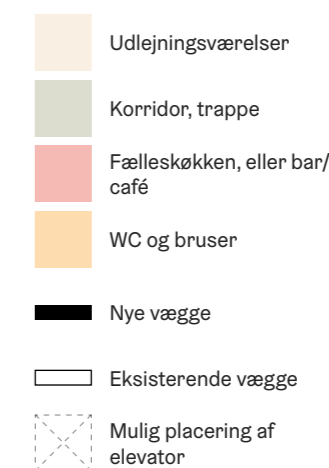 Udlejningsværelser
Korridor, trappe
Fælleskøkken, eller bar/
café
WC og bruser
Nye vægge
Eksisterende vægge
Mulig placering af
elevator